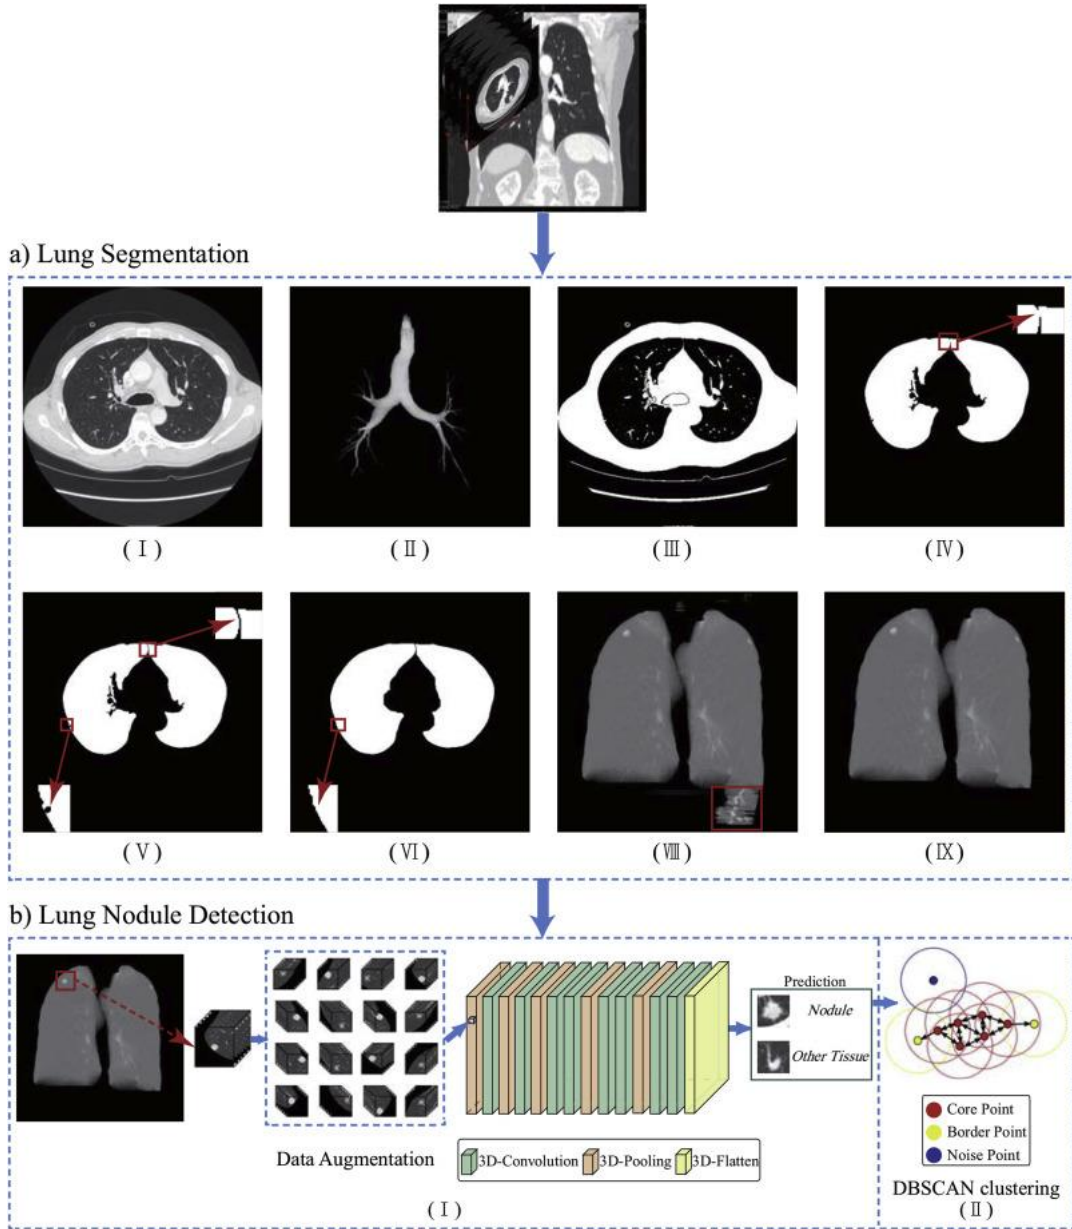 a) Lung Segmentation
( Ⅰ )
( Ⅱ )
( Ⅲ )
( Ⅳ )
( Ⅴ )
( Ⅵ )
( Ⅷ )
( Ⅸ )
b) Lung Nodule Detection
Prediction
Nodule
Other Tissue
Data Augmentation
3D-Convolution
3D-Pooling
3D-Flatten
( Ⅰ )
Core Point
Border Point
Noise Point
DBSCAN clustering
( Ⅱ )